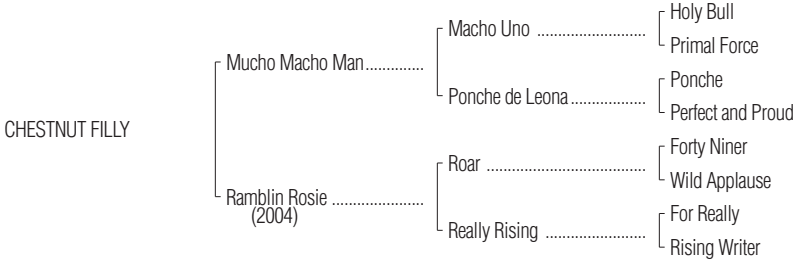 Holy Bull
Macho Uno ..........................
Primal Force
Mucho Macho Man..............
Ponche
Ponche de Leona..................
Perfect and Proud
CHESTNUT FILLY
Forty Niner
Roar ......................................
Wild Applause
Ramblin Rosie ......................
(2004)
For Really
Really Rising ........................
Rising Writer